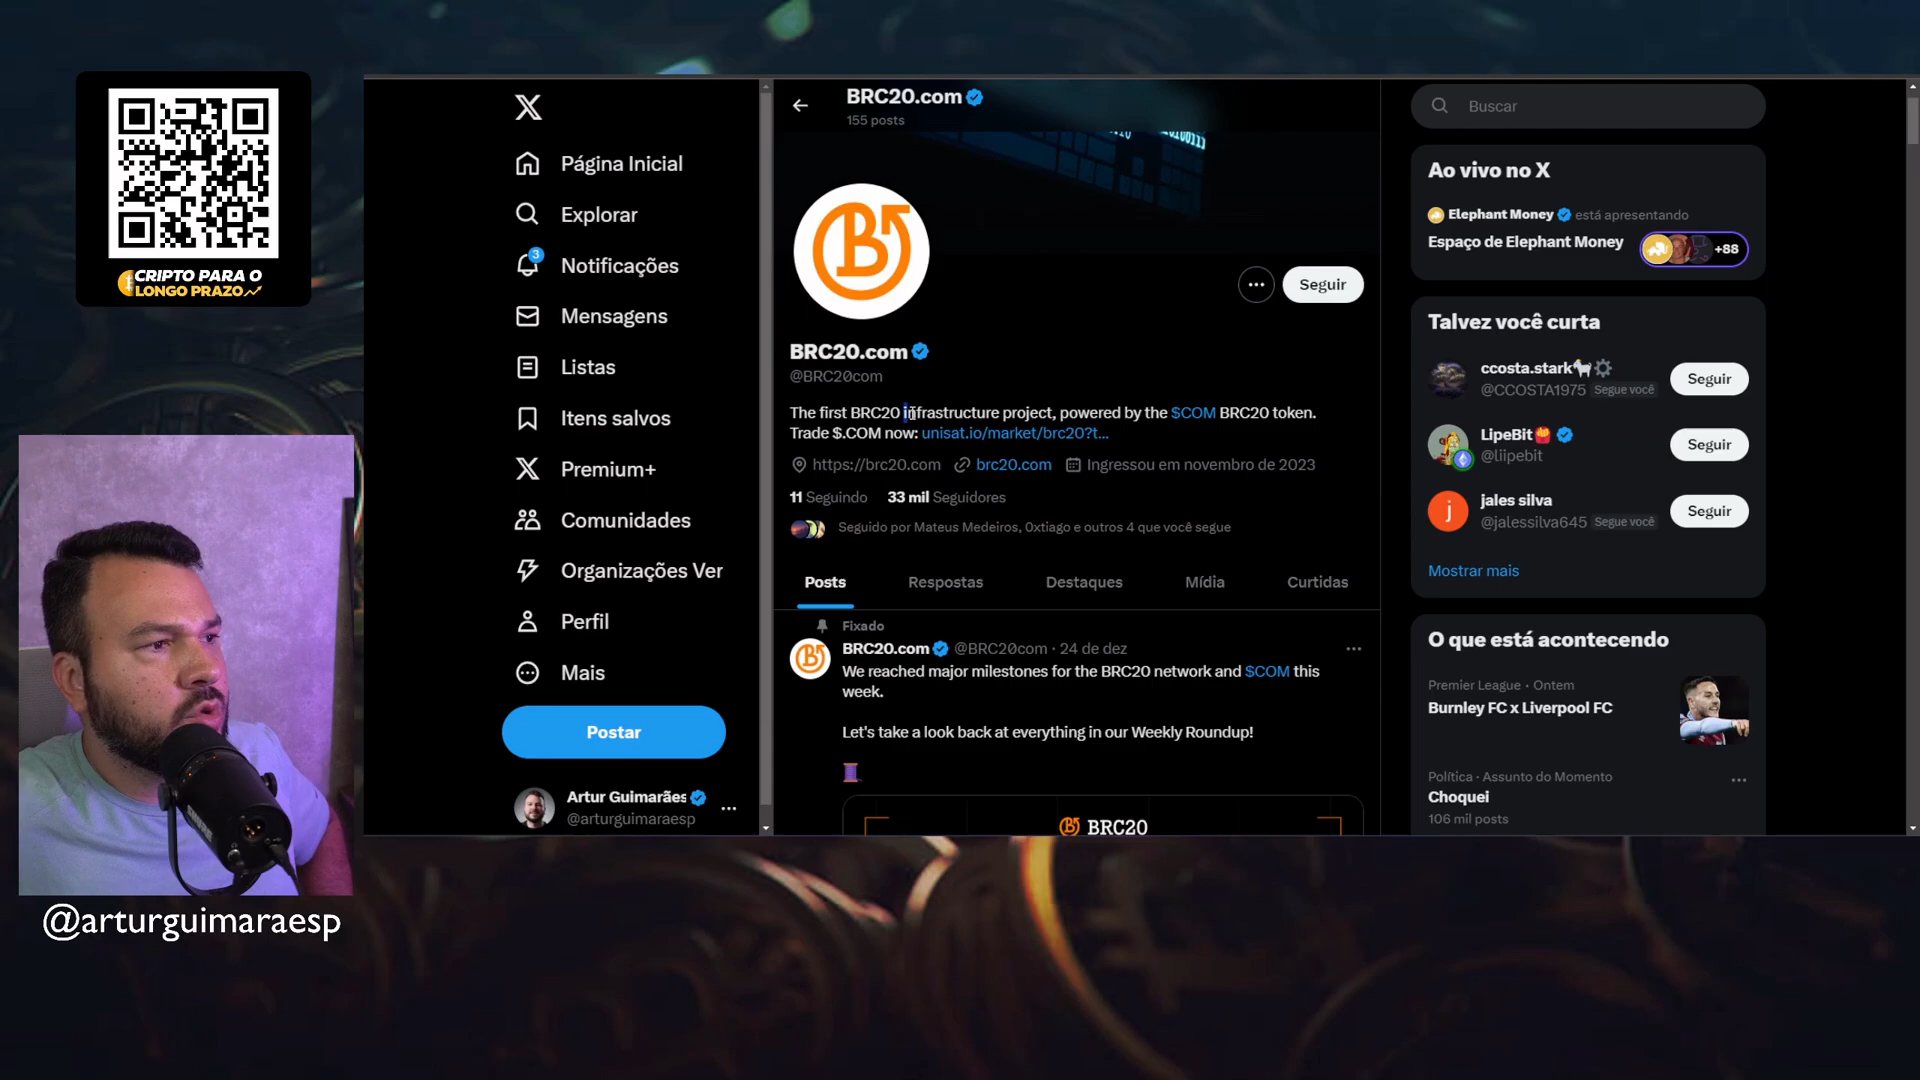 CRIPTO PARA O
LONGO PRAZO
@arturguimaraesp
X
Página Inicial
Explorar
3
Notificações
Mensagens
Listas
Itens salvos
Premium+
Comunidades
Organizações Ver
Perfil
Mais
Postar
Artur Guimarães
@arturguimaraesp
BRC20.com
155 posts
Seguir
BRC20.com
@BRC20com
The first BRC20 infrastructure project, powered by the $COM BRC20 token.
Trade $.COM now: unisat.io/market/brc20?t...
https://brc20.com brc20.com Ingressou em novembro de 2023
11 Seguindo 33 mil Seguidores
Seguido por Mateus Medeiros, 0xtiago e outros 4 que você segue
Posts Respostas Destaques Mídia Curtidas
Fixado
BRC20.com @BRC20com · 24 de dez
We reached major milestones for the BRC20 network and $COM this
week.
Let's take a look back at everything in our Weekly Roundup!
BRC20
Buscar
Ao vivo no X
Elephant Money está apresentando
Espaço de Elephant Money +88
Talvez você curta
ccosta.stark
@CCOSTA1975 Segue você
Seguir
LipeBit
@liipebit
Seguir
jales silva
@jalessilva645 Segue você
Seguir
Mostrar mais
O que está acontecendo
Premier League · Ontem
Burnley FC x Liverpool FC
Política · Assunto do Momento
Choquei
106 mil posts